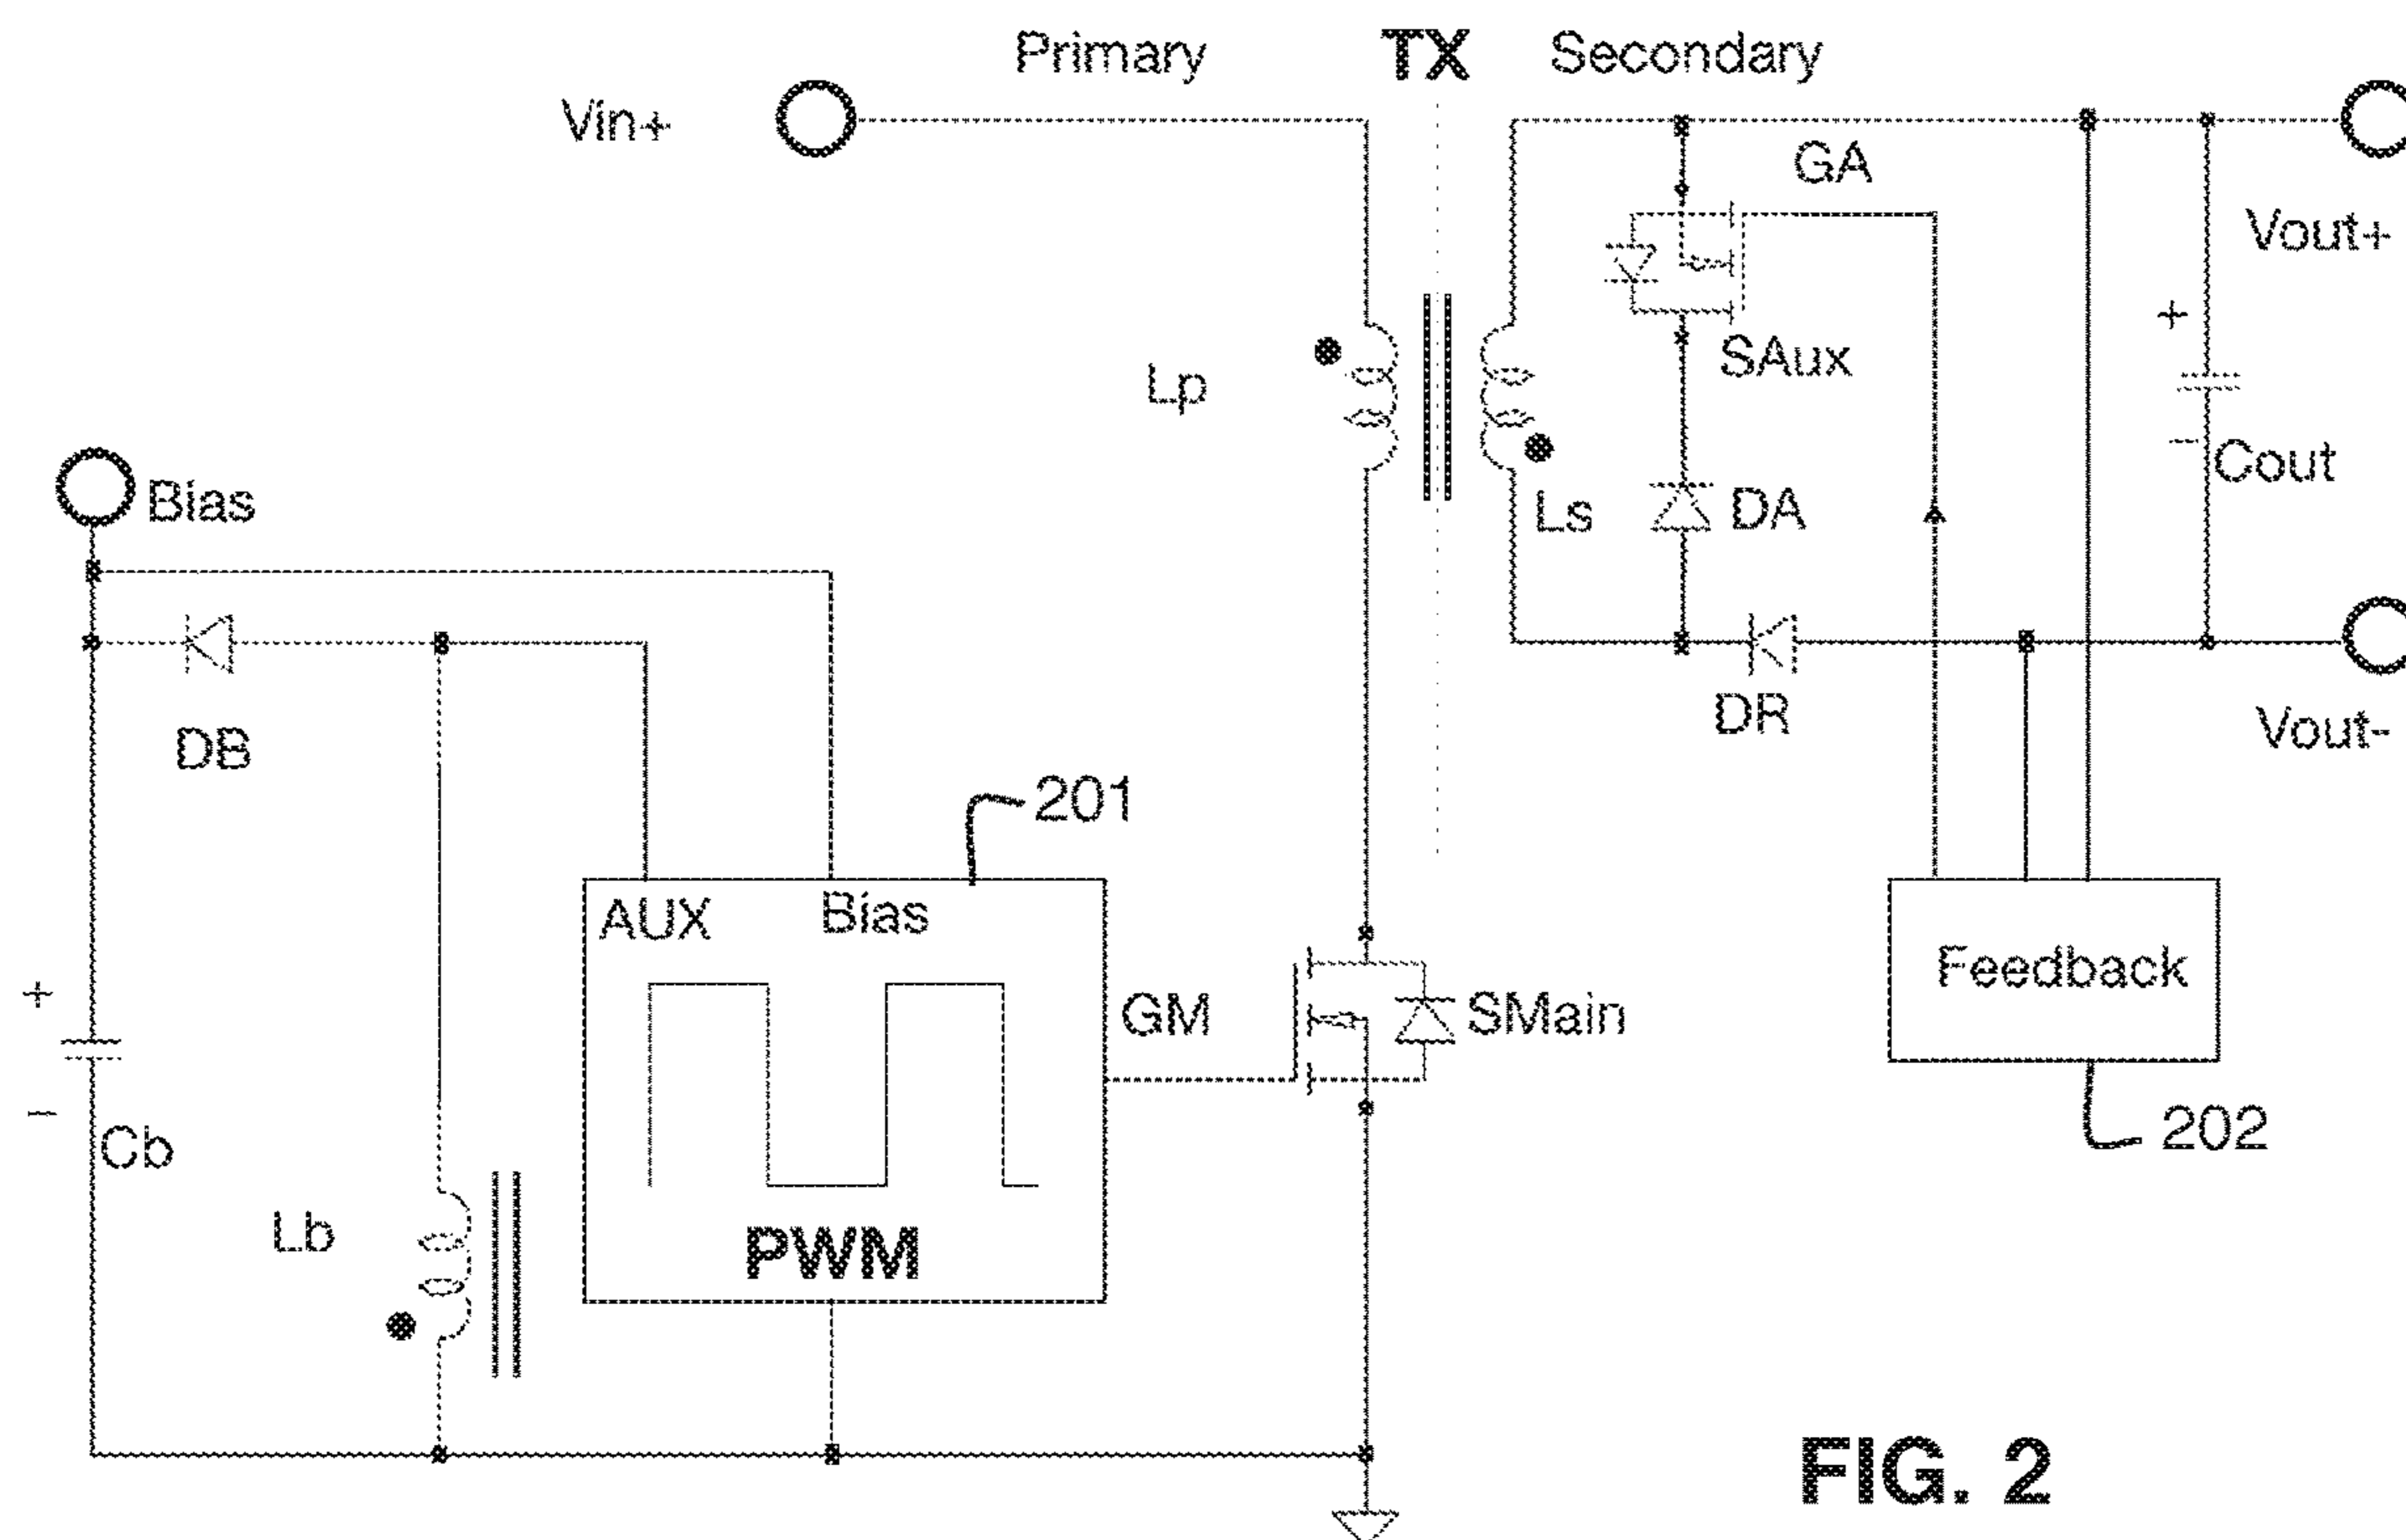 Primary TX Secondary
Vin+
GA
Vout+
SAux
Lp
+
−
Cout
Bias
Ls
DA
DB
DR
Vout-
201
AUX Bias
Feedback
+
−
GM
SMain
Cb
202
Lb
PWM
FIG. 2